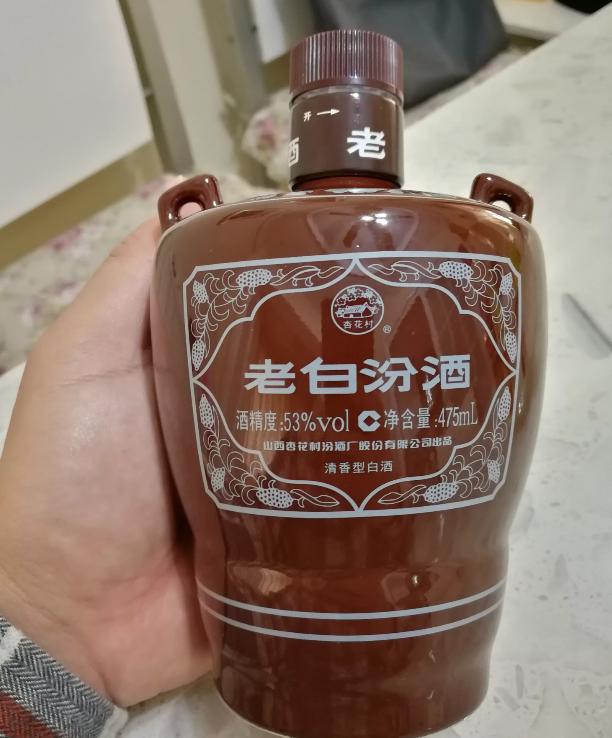 开 →
酒 老
杏花村
®
老白汾酒
酒精度:53%vol 净含量:475mL
山西杏花村汾酒厂股份有限公司出品
清香型白酒